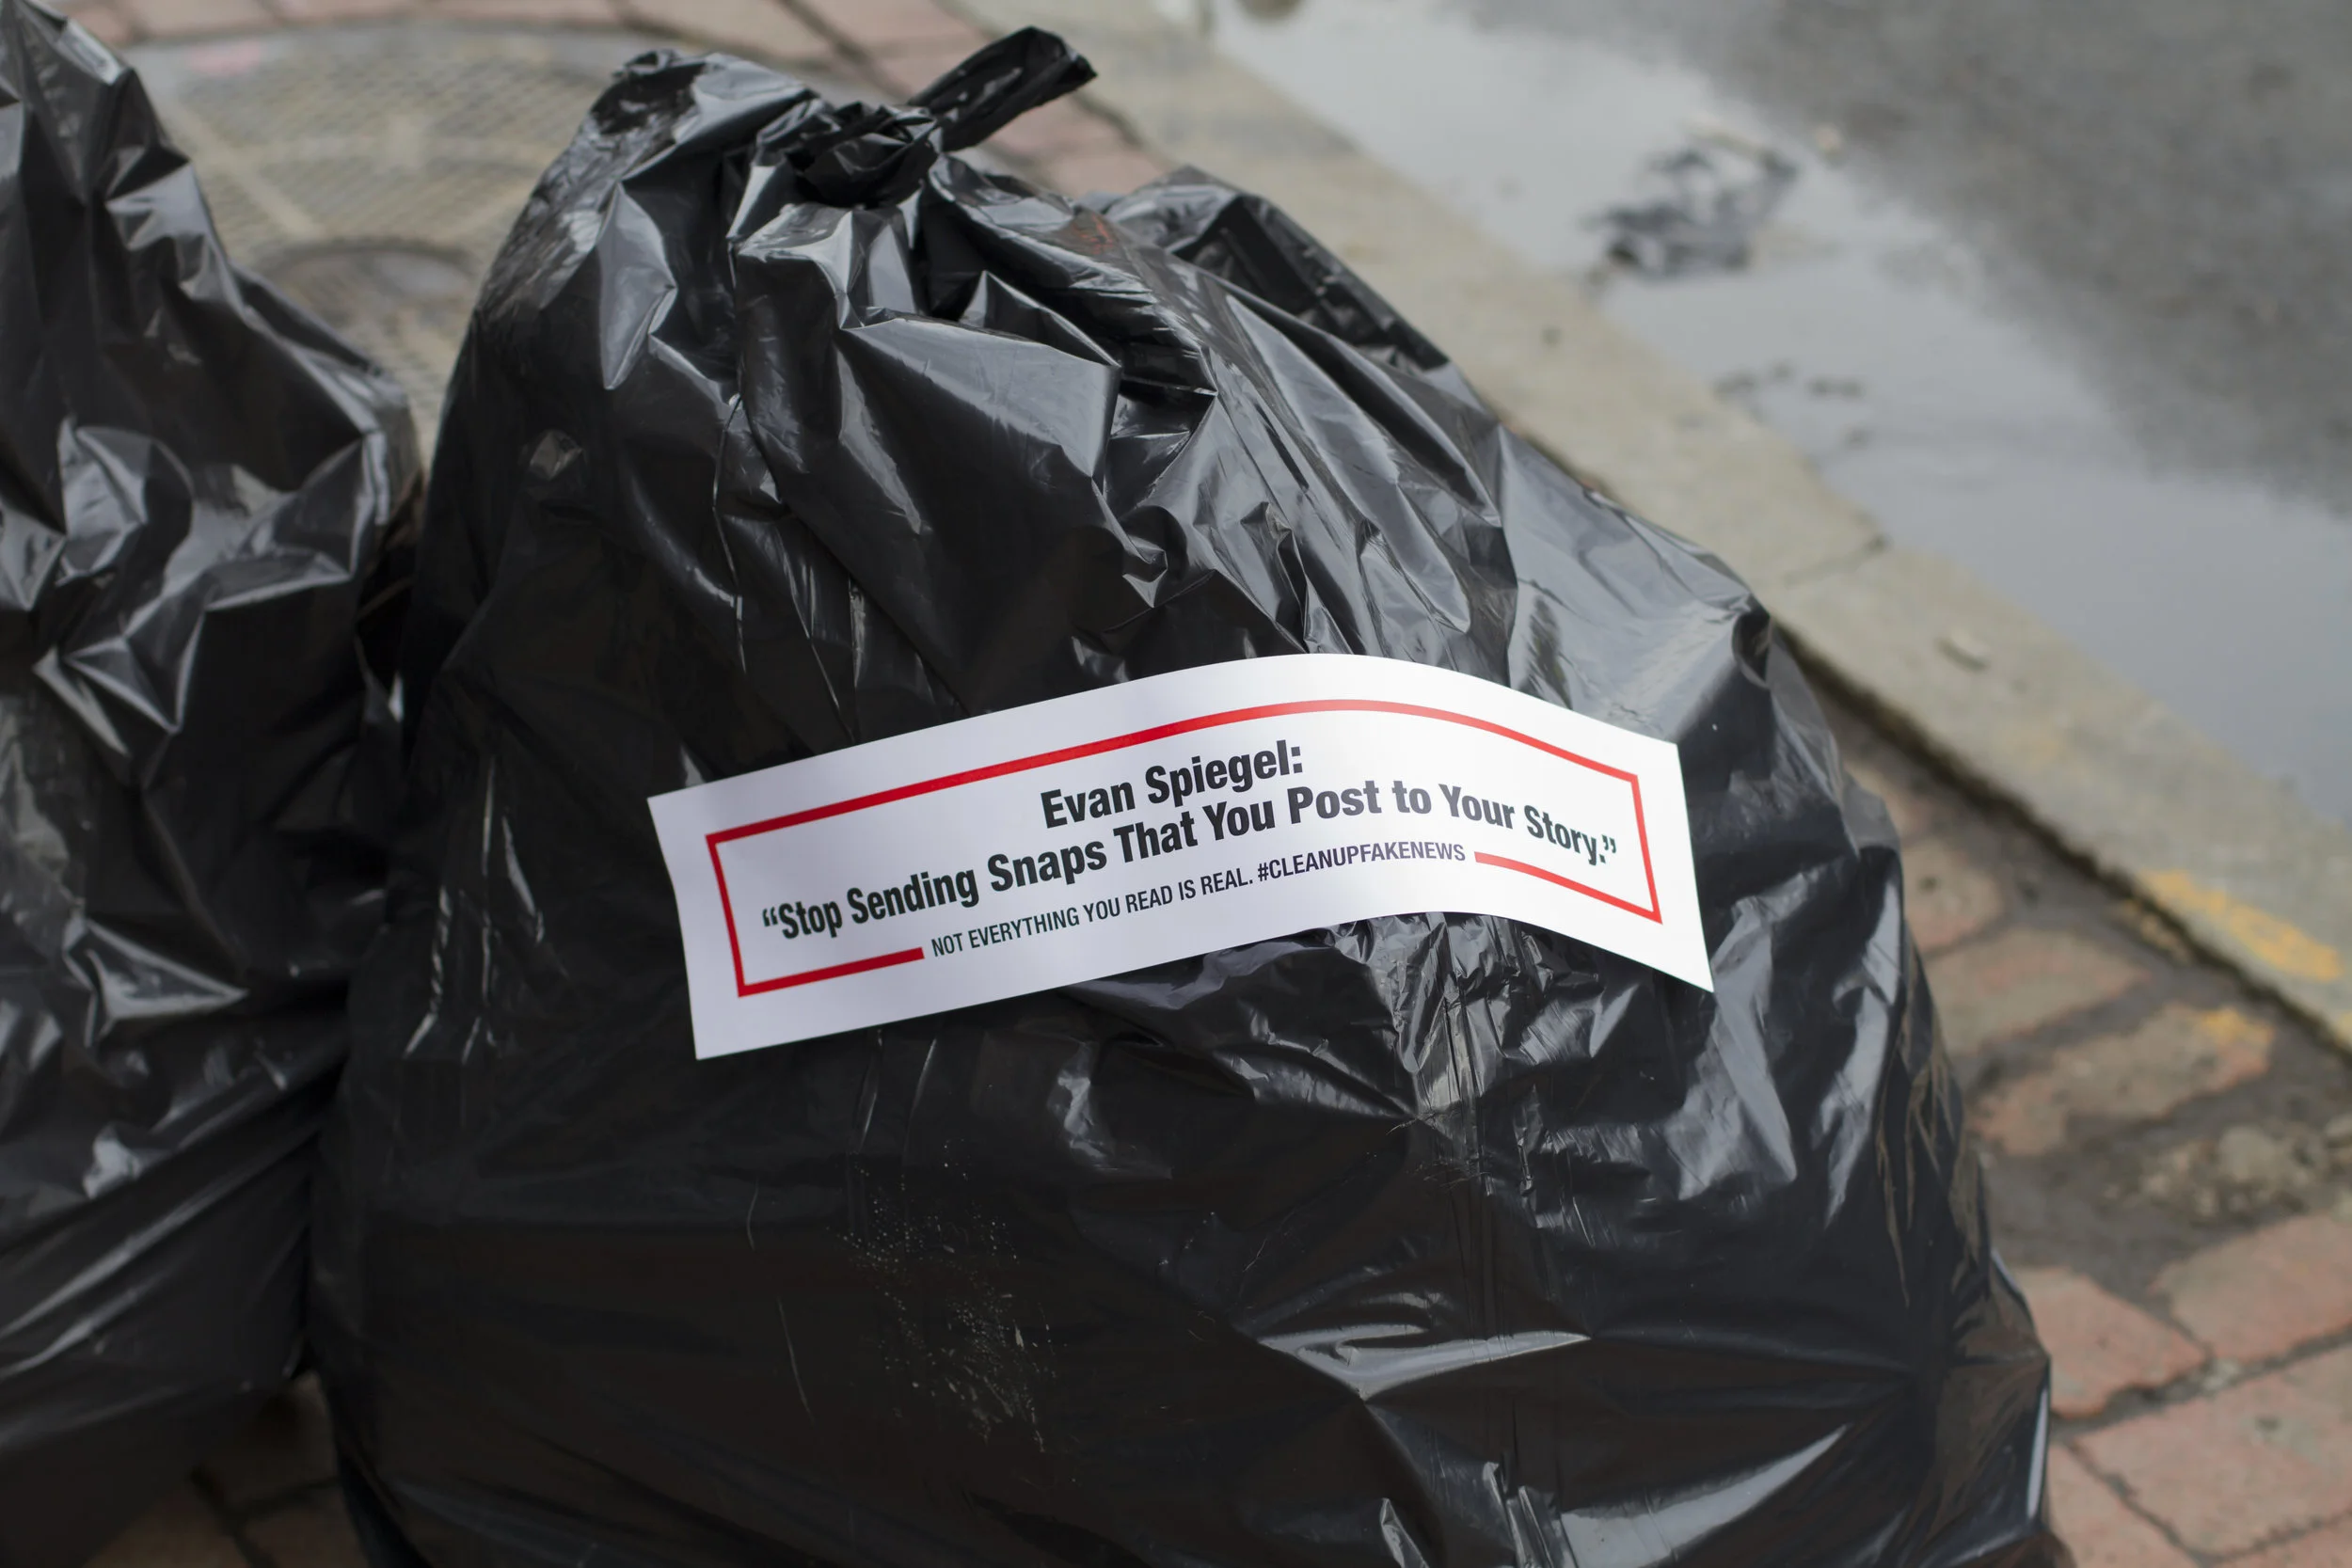 Evan Spiegel:
“Stop Sending Snaps That You Post to Your Story.”
NOT EVERYTHING YOU READ IS REAL. #CLEANUPFAKENEWS